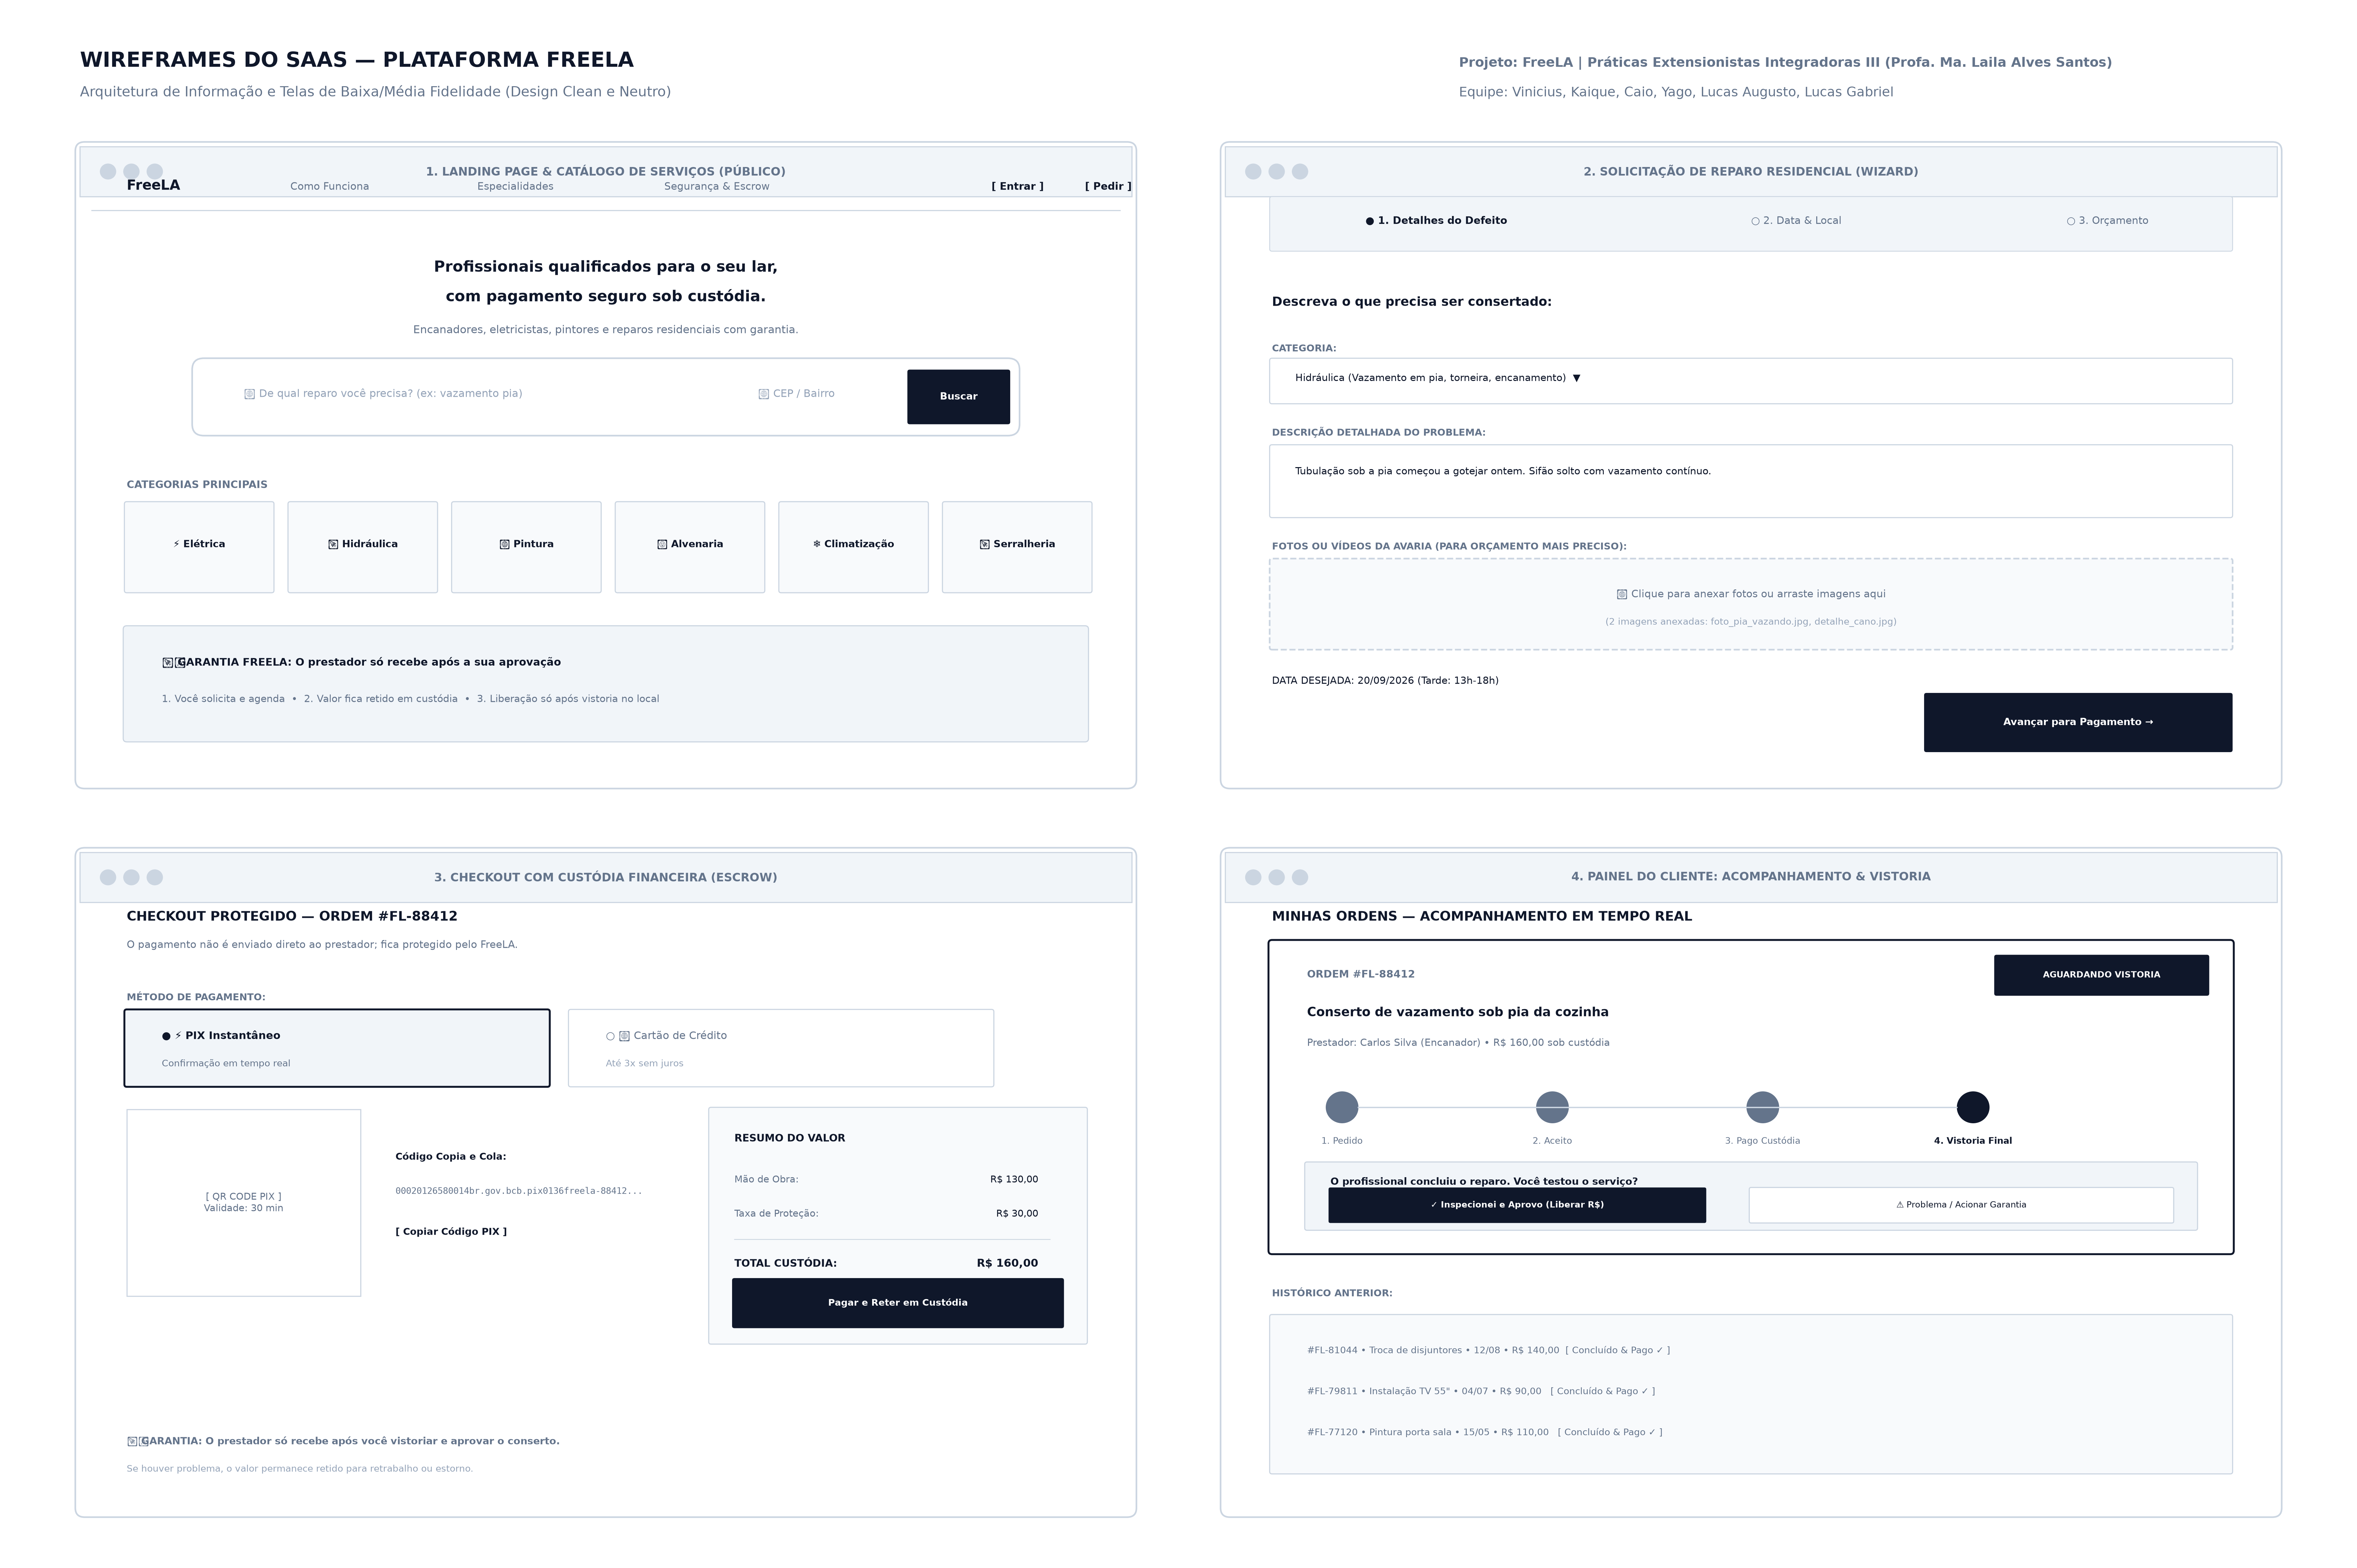 WIREFRAMES DO SAAS — PLATAFORMA FREELA
Arquitetura de Informação e Telas de Baixa/Média Fidelidade (Design Clean e Neutro)
Projeto: FreeLA | Práticas Extensionistas Integradoras III (Profa. Ma. Laila Alves Santos)
Equipe: Vinicius, Kaique, Caio, Yago, Lucas Augusto, Lucas Gabriel
1. LANDING PAGE & CATÁLOGO DE SERVIÇOS (PÚBLICO)
FreeLA Como Funciona Especialidades Segurança & Escrow [ Entrar ] [ Pedir ]
Profissionais qualificados para o seu lar,
com pagamento seguro sob custódia.
Encanadores, eletricistas, pintores e reparos residenciais com garantia.
De qual reparo você precisa? (ex: vazamento pia) CEP / Bairro Buscar
CATEGORIAS PRINCIPAIS
⚡ Elétrica Hidráulica Pintura Alvenaria ❄ Climatização Serralheria
GARANTIA FREELA: O prestador só recebe após a sua aprovação
1. Você solicita e agenda • 2. Valor fica retido em custódia • 3. Liberação só após vistoria no local
2. SOLICITAÇÃO DE REPARO RESIDENCIAL (WIZARD)
● 1. Detalhes do Defeito ○ 2. Data & Local ○ 3. Orçamento
Descreva o que precisa ser consertado:
CATEGORIA:
Hidráulica (Vazamento em pia, torneira, encanamento) ▼
DESCRIÇÃO DETALHADA DO PROBLEMA:
Tubulação sob a pia começou a gotejar ontem. Sifão solto com vazamento contínuo.
FOTOS OU VÍDEOS DA AVARIA (PARA ORÇAMENTO MAIS PRECISO):
Clique para anexar fotos ou arraste imagens aqui
(2 imagens anexadas: foto_pia_vazando.jpg, detalhe_cano.jpg)
DATA DESEJADA: 20/09/2026 (Tarde: 13h-18h)
Avançar para Pagamento →
3. CHECKOUT COM CUSTÓDIA FINANCEIRA (ESCROW)
CHECKOUT PROTEGIDO — ORDEM #FL-88412
O pagamento não é enviado direto ao prestador; fica protegido pelo FreeLA.
MÉTODO DE PAGAMENTO:
● ⚡ PIX Instantâneo
Confirmação em tempo real
○ Cartão de Crédito
Até 3x sem juros
[ QR CODE PIX ]
Validade: 30 min
Código Copia e Cola:
00020126580014br.gov.bcb.pix0136freela-88412...
[ Copiar Código PIX ]
RESUMO DO VALOR
Mão de Obra: R$ 130,00
Taxa de Proteção: R$ 30,00
TOTAL CUSTÓDIA: R$ 160,00
Pagar e Reter em Custódia
GARANTIA: O prestador só recebe após você vistoriar e aprovar o conserto.
Se houver problema, o valor permanece retido para retrabalho ou estorno.
4. PAINEL DO CLIENTE: ACOMPANHAMENTO & VISTORIA
MINHAS ORDENS — ACOMPANHAMENTO EM TEMPO REAL
ORDEM #FL-88412
AGUARDANDO VISTORIA
Conserto de vazamento sob pia da cozinha
Prestador: Carlos Silva (Encanador) • R$ 160,00 sob custódia
1. Pedido 2. Aceito 3. Pago Custódia 4. Vistoria Final
O profissional concluiu o reparo. Você testou o serviço?
✓ Inspecionei e Aprovo (Liberar R$) ⚠ Problema / Acionar Garantia
HISTÓRICO ANTERIOR:
#FL-81044 • Troca de disjuntores • 12/08 • R$ 140,00 [ Concluído & Pago ✓ ]
#FL-79811 • Instalação TV 55" • 04/07 • R$ 90,00 [ Concluído & Pago ✓ ]
#FL-77120 • Pintura porta sala • 15/05 • R$ 110,00 [ Concluído & Pago ✓ ]